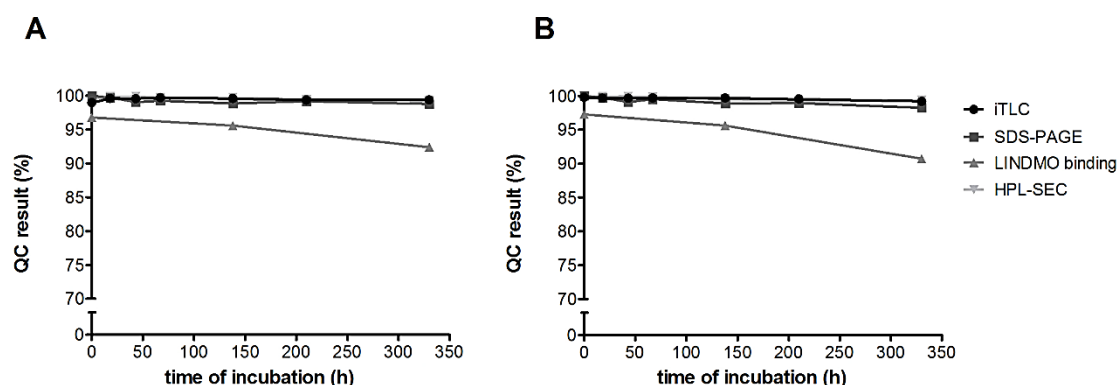 A
QC result (%)
100
95
90
85
80
75
70
0
0 50 100 150 200 250 300 350
time of incubation (h)
B
QC result (%)
100
95
90
85
80
75
70
0
0 50 100 150 200 250 300 350
time of incubation (h)
iTLC
SDS-PAGE
LINDMO binding
HPL-SEC